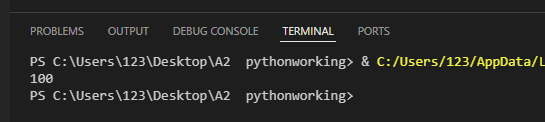 PROBLEMS OUTPUT DEBUG CONSOLE TERMINAL PORTS
PS C:\Users\123\Desktop\A2  pythonworking> & C:/Users/123/AppData/L
100
PS C:\Users\123\Desktop\A2  pythonworking>